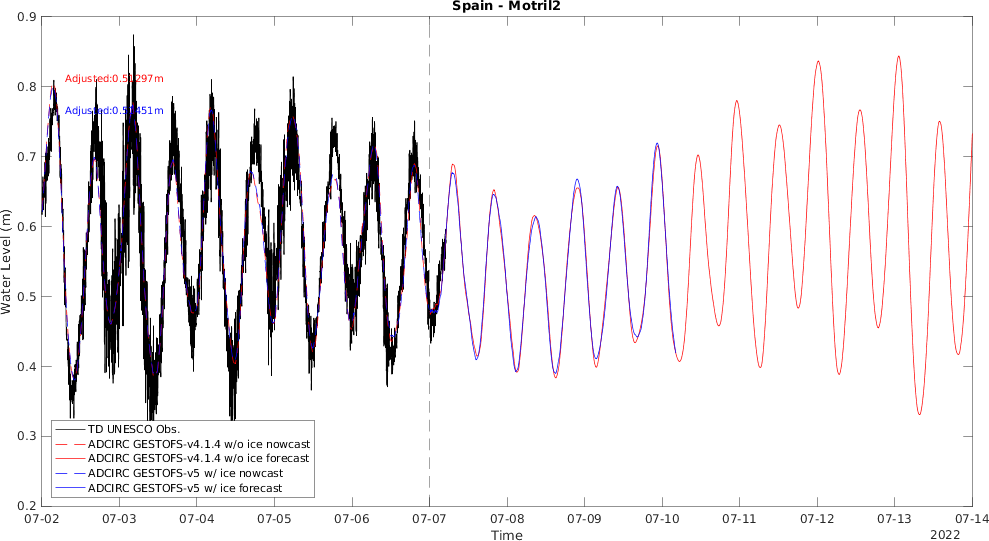 Spain - Motril2
Water Level (m)
0.9
0.8
0.7
0.6
0.5
0.4
0.3
0.2
Adjusted:0.51297m
TD UNESCO Obs.
ADCIRC GESTOFS-v4.1.4 w/o ice nowcast
ADCIRC GESTOFS-v4.1.4 w/o ice forecast
ADCIRC GESTOFS-v5 w/ ice nowcast
ADCIRC GESTOFS-v5 w/ ice forecast
07-02 07-03 07-04 07-05 07-06 07-07 07-08 07-09 07-10 07-11 07-12 07-13 07-14
Time
2022